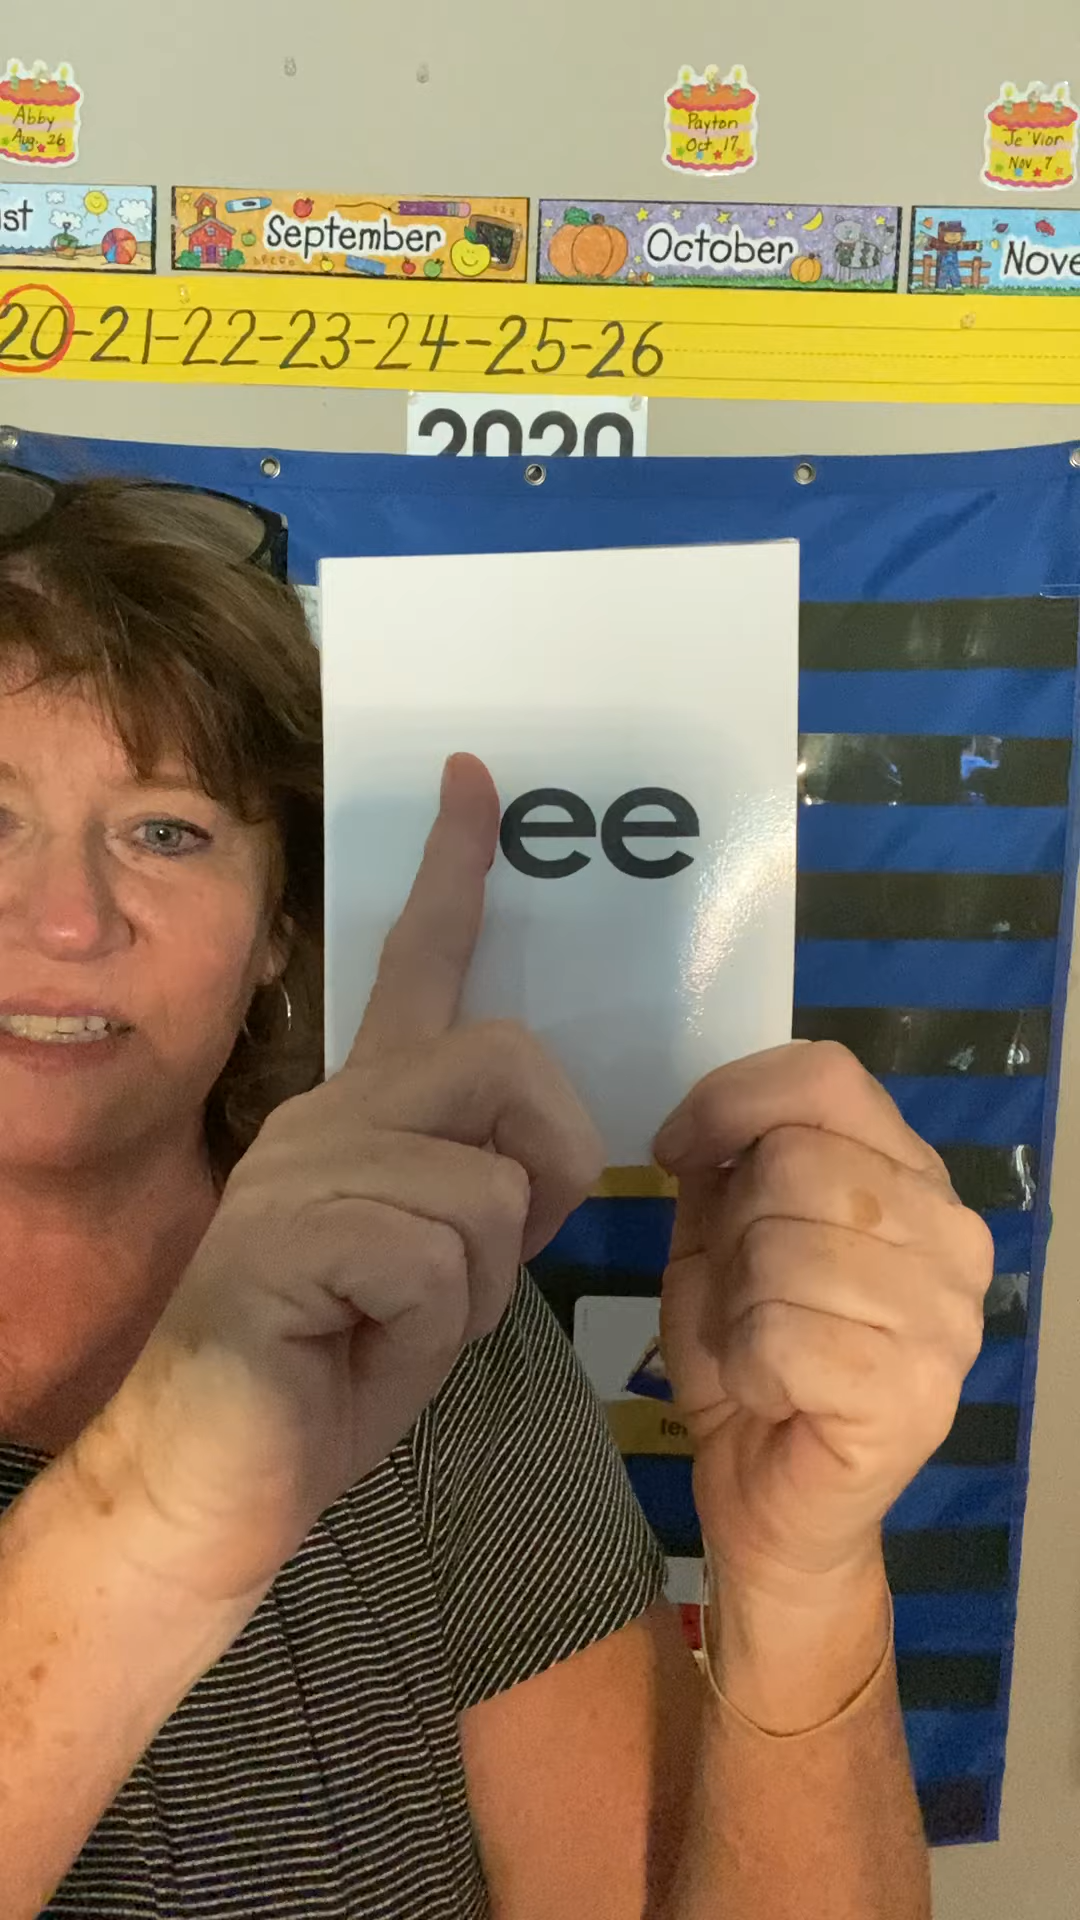 Abby
Aug. 26
Payton
Oct. 17
Je'Vior
Nov. 7
st
September
October
Nove
20-21-22-23-24-25-26
2020
ee